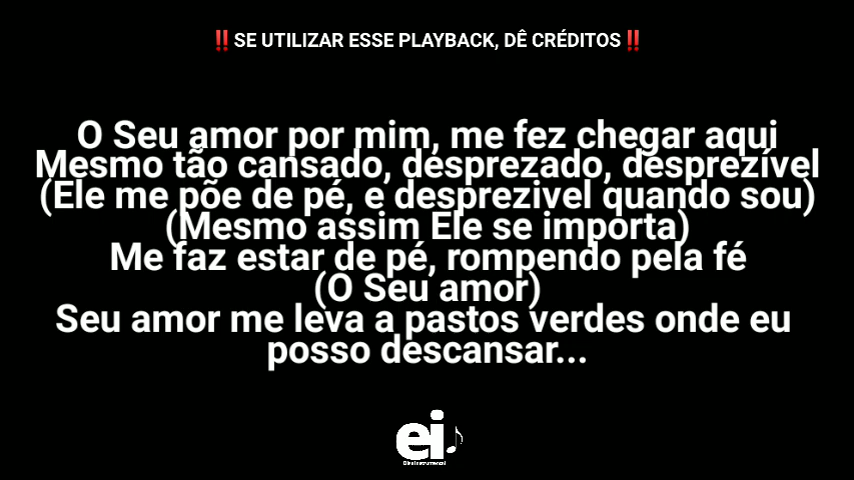 ‼️SE UTILIZAR ESSE PLAYBACK, DÊ CRÉDITOS‼️
O Seu amor por mim, me fez chegar aqui
Mesmo tão cansado, desprezado, desprezível
(Ele me põe de pé, e desprezivel quando sou)
(Mesmo assim Ele se importa)
Me faz estar de pé, rompendo pela fé
(O Seu amor)
Seu amor me leva a pastos verdes onde eu
posso descansar...
ei